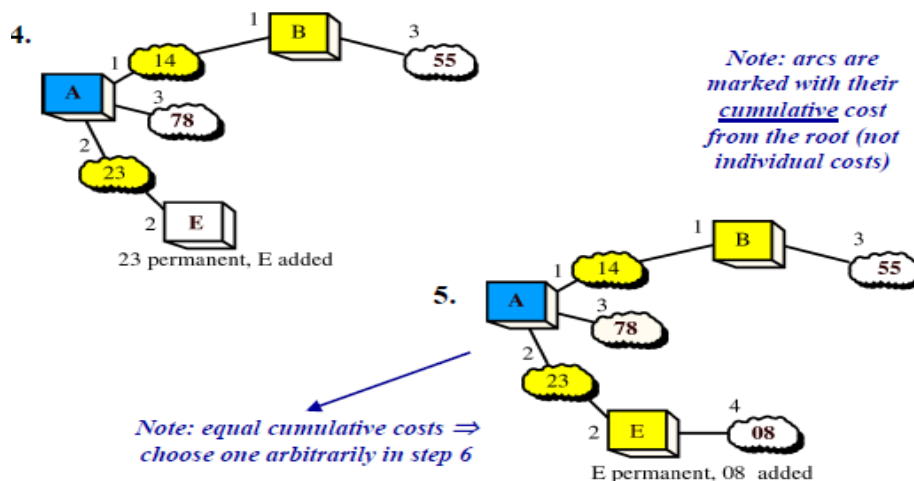 4.
1
B
3
14
55
1
A
3
78
2
23
2
E
23 permanent, E added
Note: arcs are
marked with their
cumulative cost
from the root (not
individual costs)
5.
1
B
3
14
55
1
A
3
78
2
23
2
E
4
08
E permanent, 08 added
Note: equal cumulative costs ⇒
choose one arbitrarily in step 6